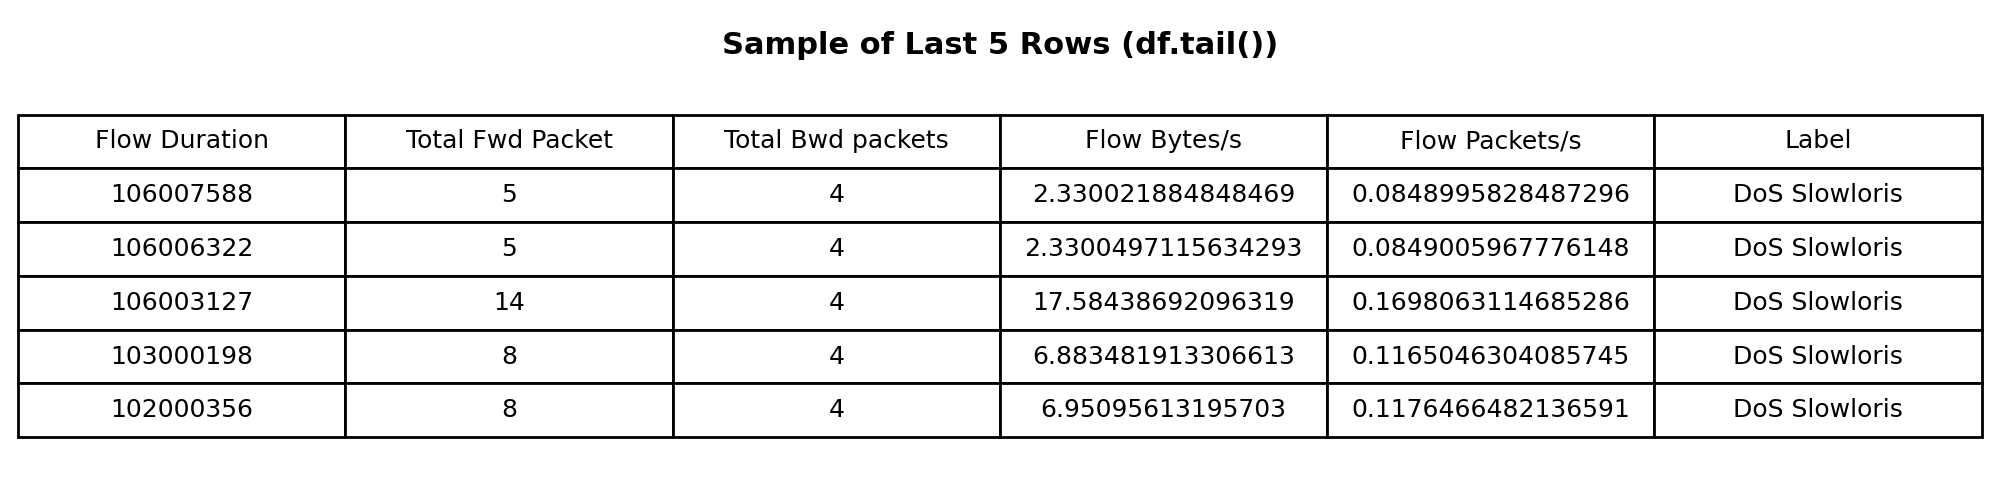 Sample of Last 5 Rows (df.tail())
Flow Duration Total Fwd Packet Total Bwd packets Flow Bytes/s Flow Packets/s Label
106007588 5 4 2.330021884848469 0.0848995828487296 DoS Slowloris
106006322 5 4 2.3300497115634293 0.0849005967776148 DoS Slowloris
106003127 14 4 17.58438692096319 0.1698063114685286 DoS Slowloris
103000198 8 4 6.883481913306613 0.1165046304085745 DoS Slowloris
102000356 8 4 6.95095613195703 0.1176466482136591 DoS Slowloris